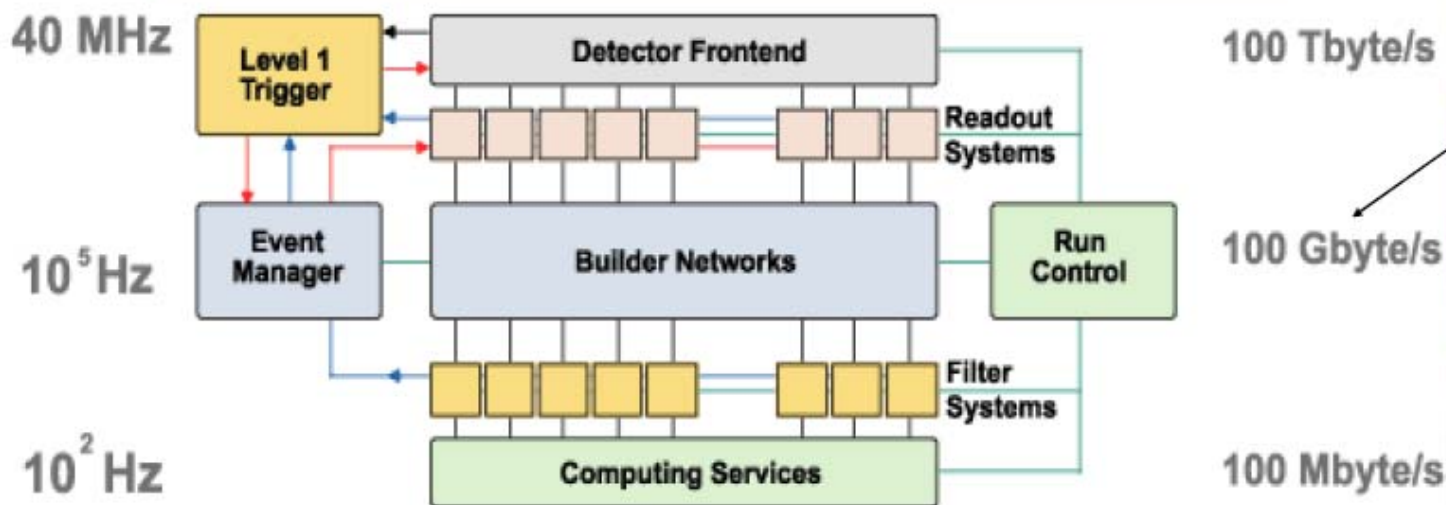 40 MHz
Level 1
Trigger
Detector Frontend
100 Tbyte/s
Readout
Systems
10⁵ Hz
Event
Manager
Builder Networks
Run
Control
100 Gbyte/s
Filter
Systems
10² Hz
Computing Services
100 Mbyte/s